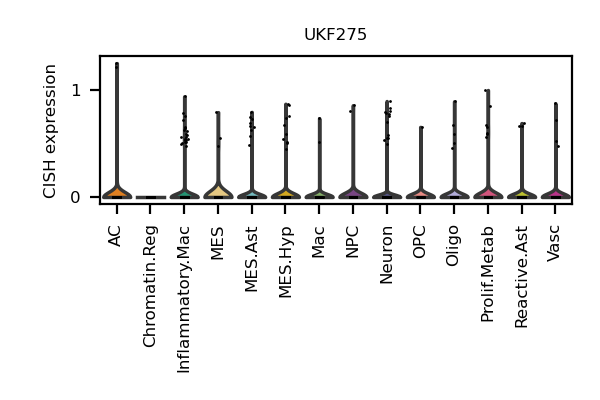 UKF275
CISH expression
1
0
AC
Chromatin.Reg
Inflammatory.Mac
MES
MES.Ast
MES.Hyp
Mac
NPC
Neuron
OPC
Oligo
Prolif.Metab
Reactive.Ast
Vasc